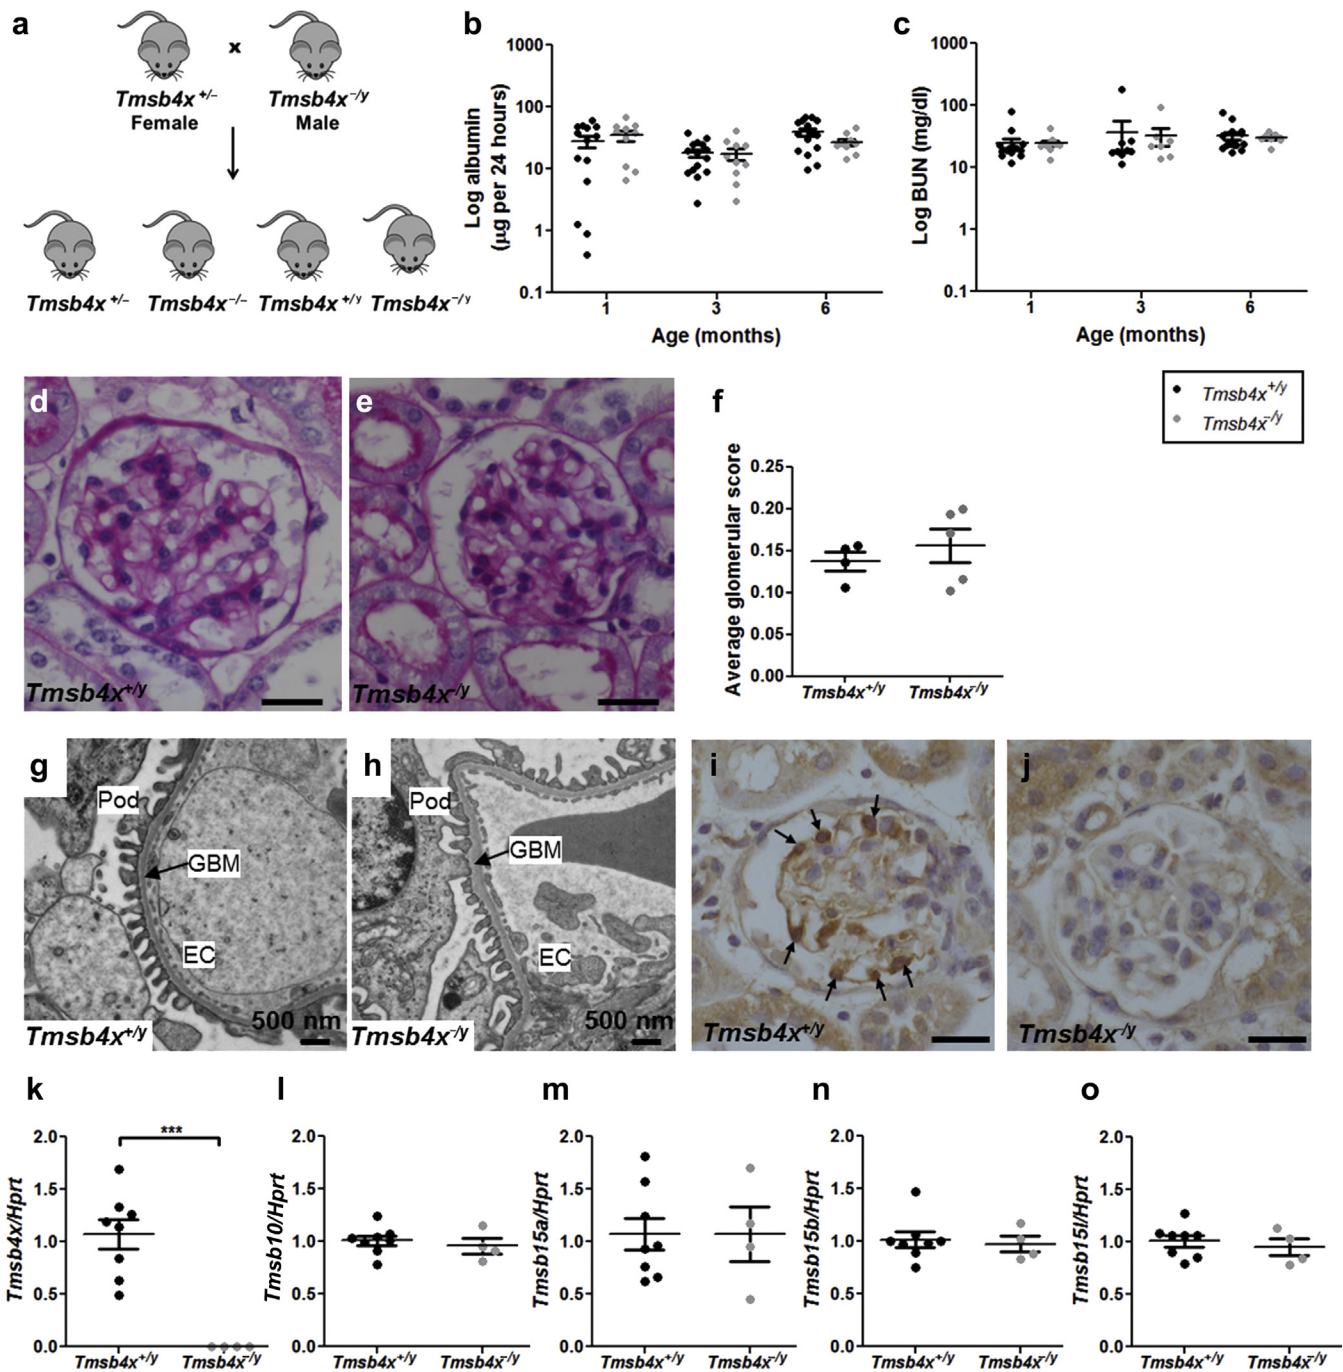 a
Tmsb4x+/–
Female
x
Tmsb4x–/y
Male
Tmsb4x+/–
Tmsb4x–/–
Tmsb4x+/y
Tmsb4x–/y
b
Log albumin
(µg per 24 hours)
1000
100
10
1
0.1
1
3
6
Age (months)
c
Log BUN (mg/dl)
1000
100
10
1
0.1
1
3
6
Age (months)
Tmsb4x+/y
Tmsb4x-/y
d
Tmsb4x+/y
e
Tmsb4x-/y
f
Average glomerular score
0.25
0.20
0.15
0.10
0.05
0.00
Tmsb4x+/y
Tmsb4x-/y
g
Pod
GBM
EC
Tmsb4x+/y
500 nm
h
Pod
GBM
EC
Tmsb4x-/y
500 nm
i
Tmsb4x+/y
j
Tmsb4x-/y
k
Tmsb4x/Hprt
2.0
1.5
1.0
0.5
0.0
***
Tmsb4x+/y
Tmsb4x-/y
l
Tmsb10/Hprt
2.0
1.5
1.0
0.5
0.0
Tmsb4x+/y
Tmsb4x-/y
m
Tmsb15a/Hprt
2.0
1.5
1.0
0.5
0.0
Tmsb4x+/y
Tmsb4x-/y
n
Tmsb15b/Hprt
2.0
1.5
1.0
0.5
0.0
Tmsb4x+/y
Tmsb4x-/y
o
Tmsb15l/Hprt
2.0
1.5
1.0
0.5
0.0
Tmsb4x+/y
Tmsb4x-/y